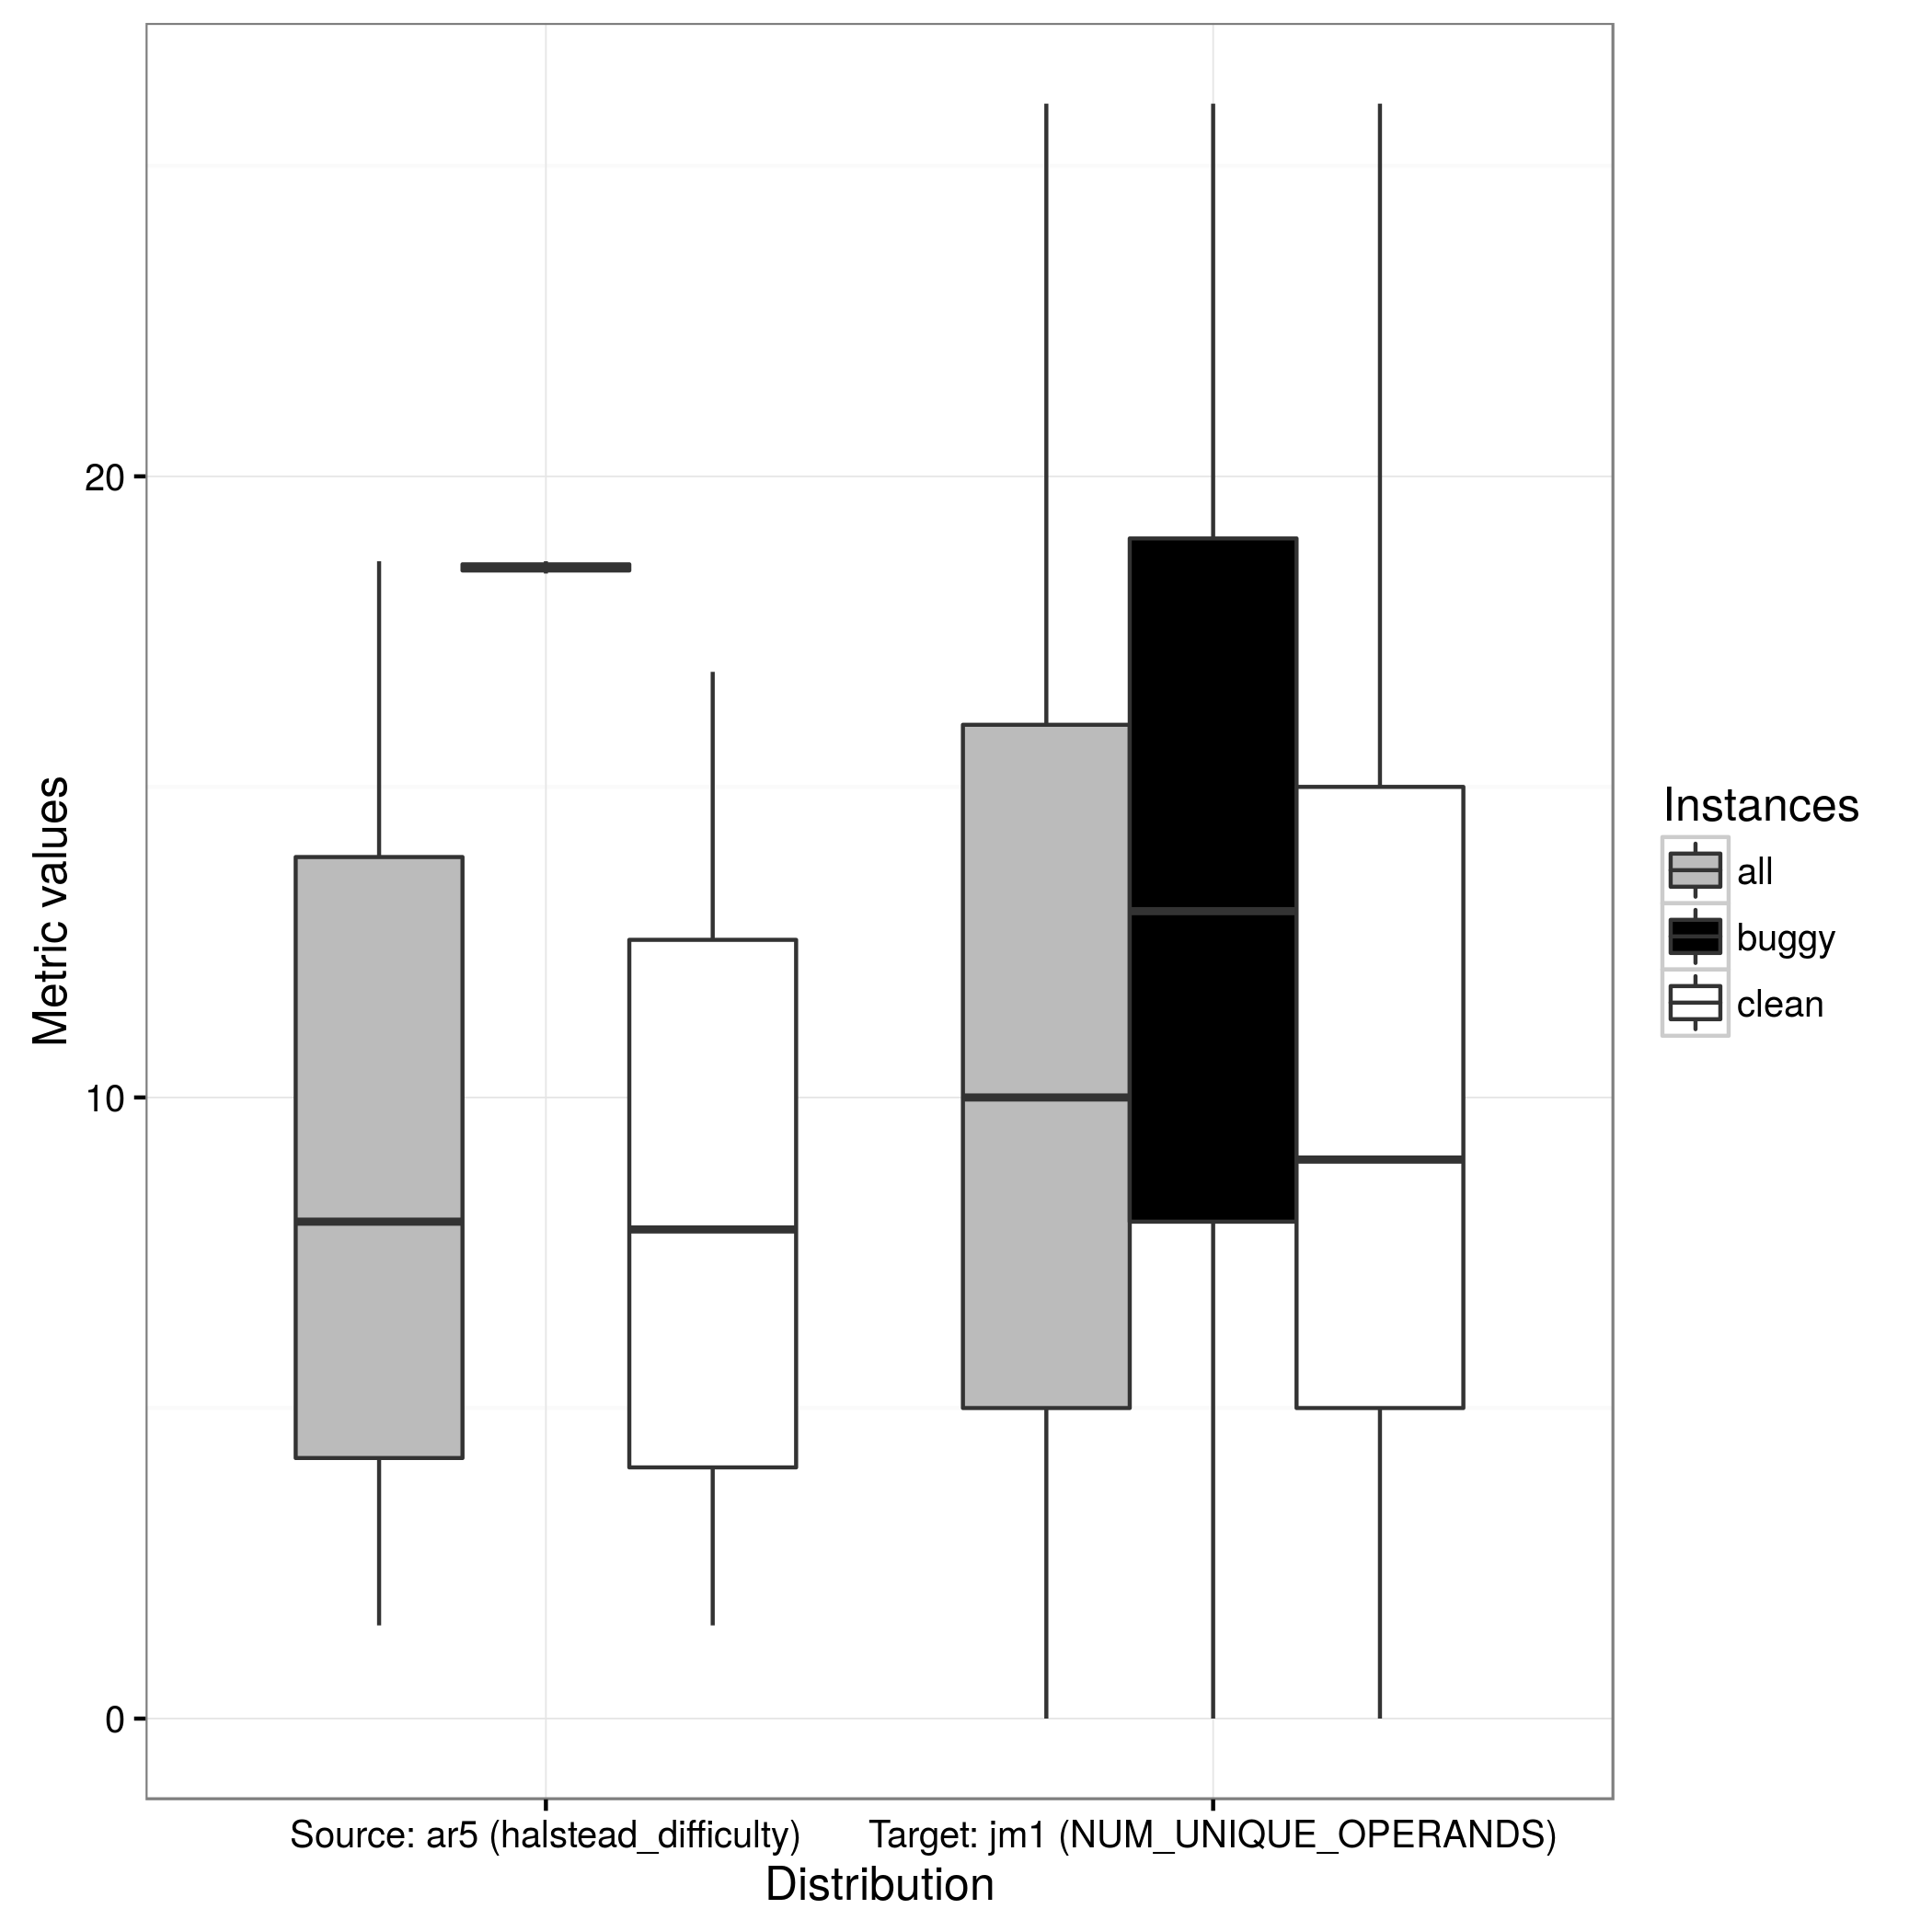 20
10
0
Metric values
Source: ar5 (halstead_difficulty)
Target: jm1 (NUM_UNIQUE_OPERANDS)
Distribution
Instances
all
buggy
clean